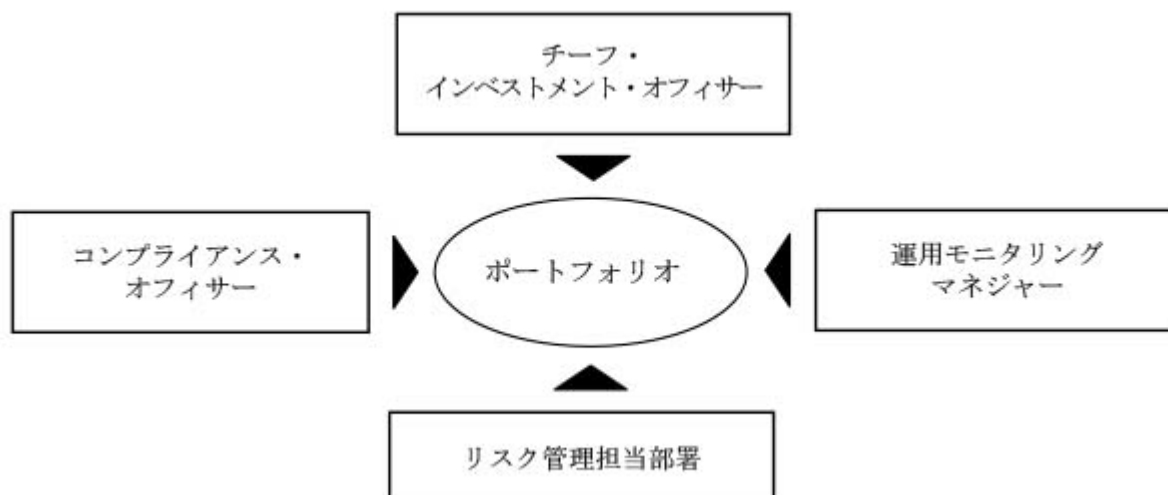 チーフ・
インベストメント・オフィサー
コンプライアンス・
オフィサー
ポートフォリオ
運用モニタリング
マネジャー
リスク管理担当部署